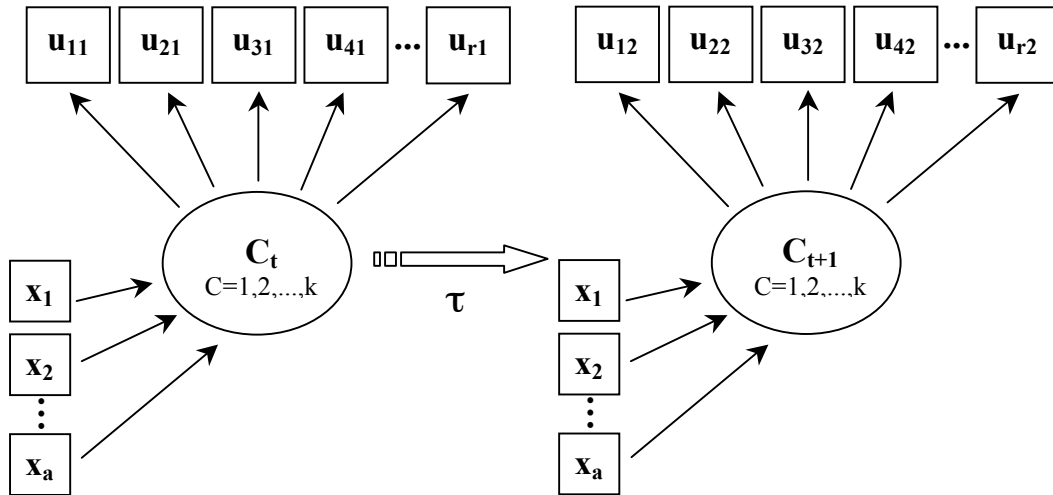 u11 u21 u31 u41 ... ur1 u12 u22 u32 u42 ... ur2
Ct Ct+1
C=1,2,...,k C=1,2,...,k
x1 τ x1
x2 x2
xa xa